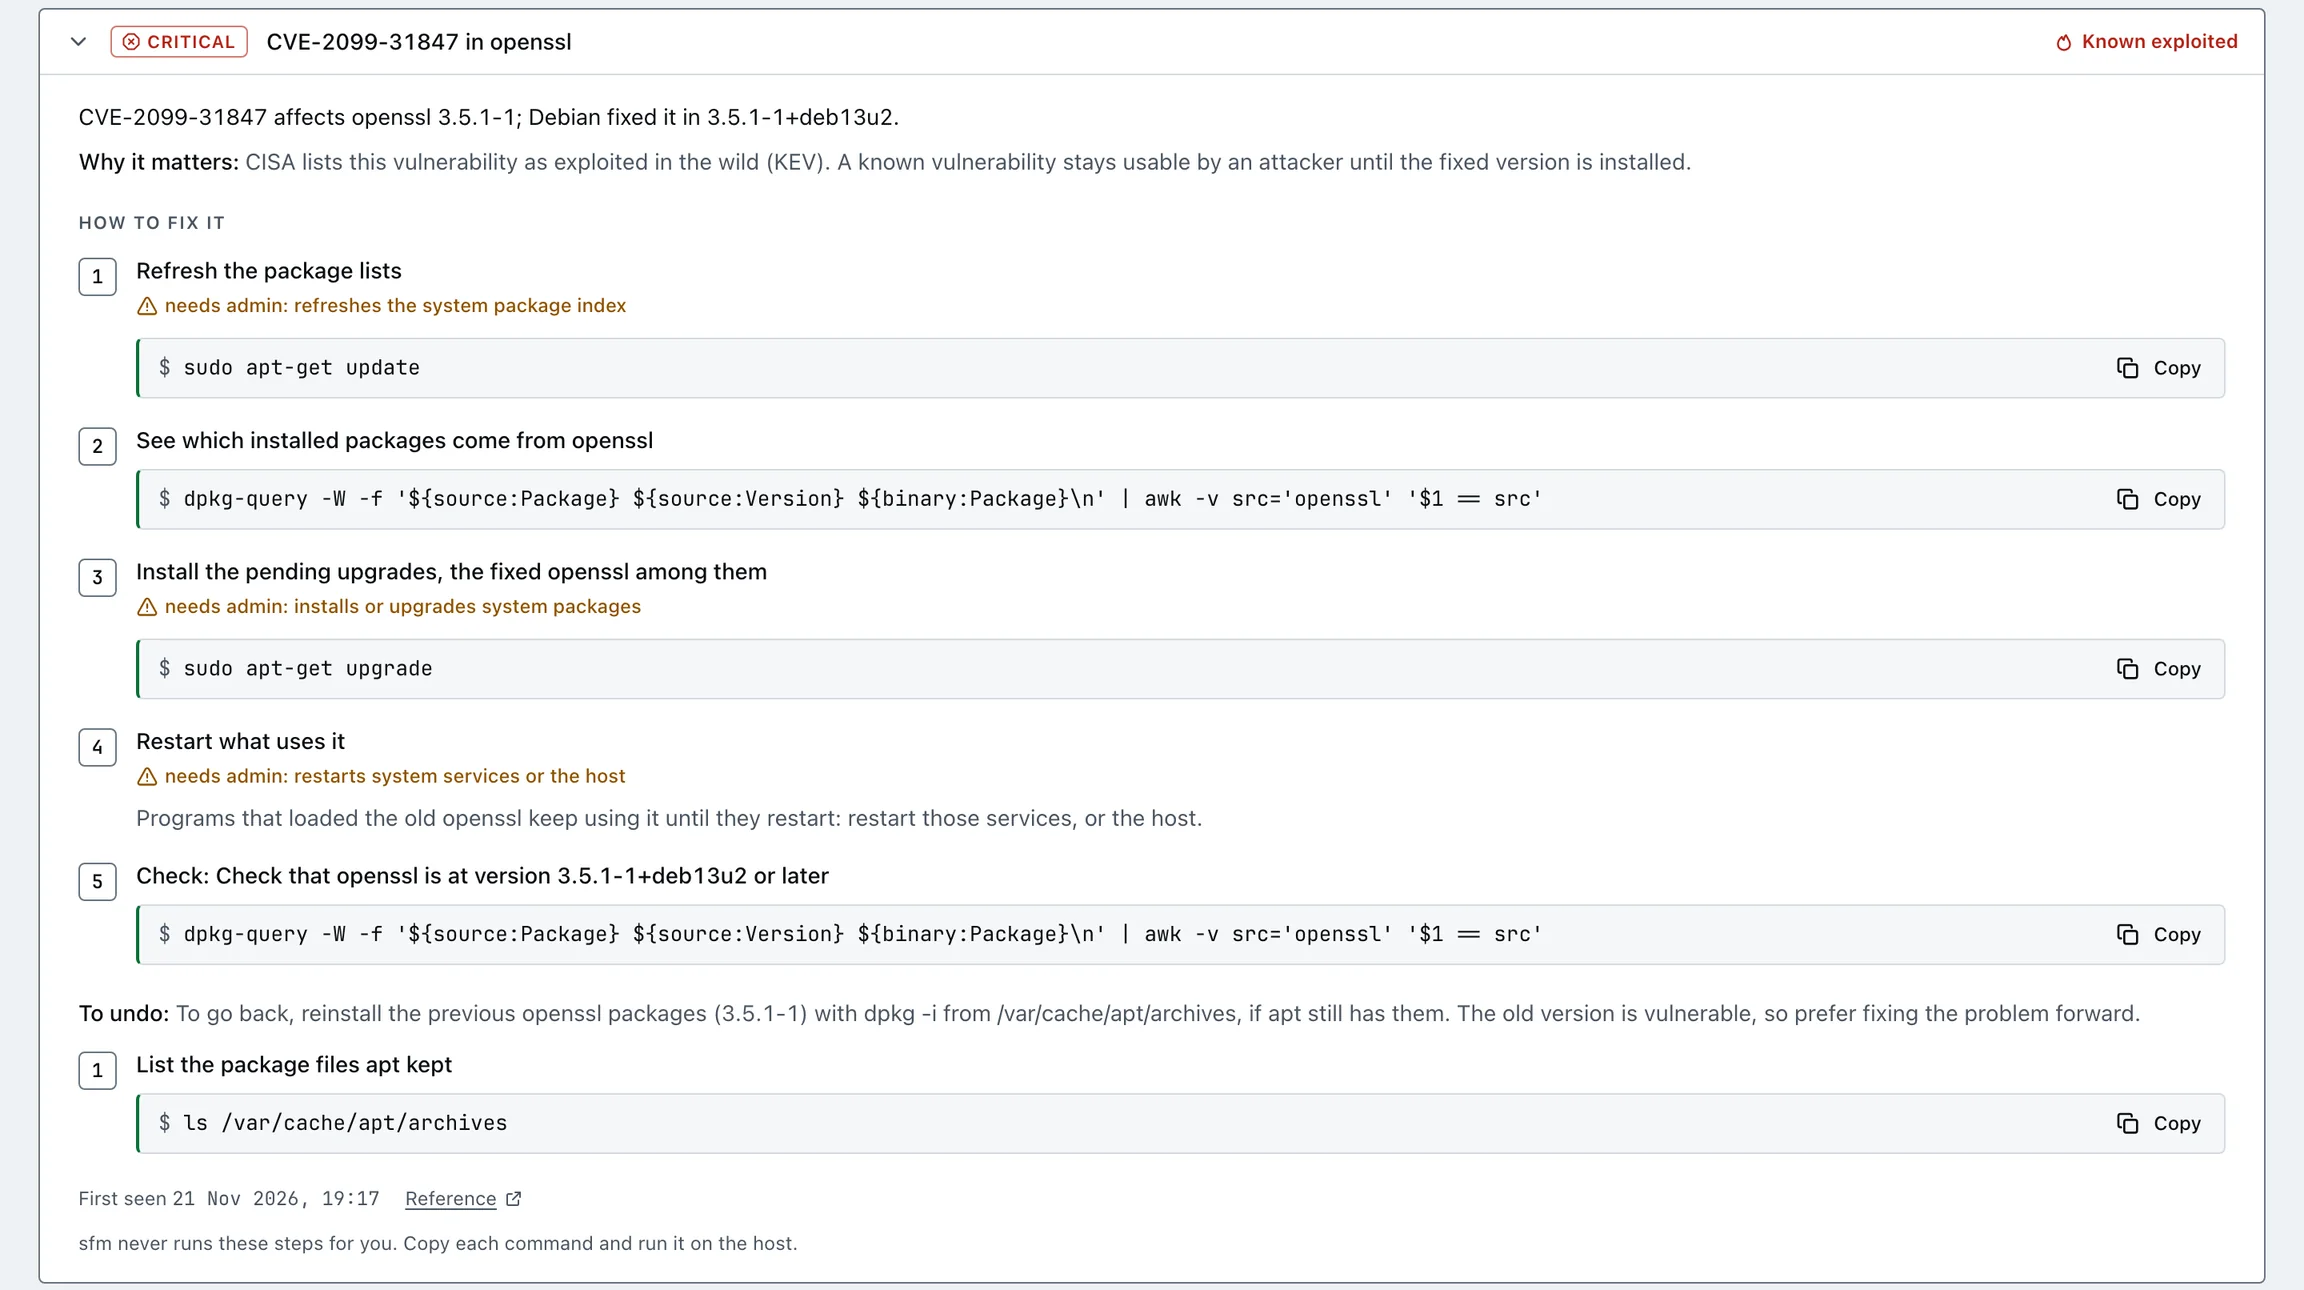 CRITICAL CVE-2099-31847 in openssl Known exploited
CVE-2099-31847 affects openssl 3.5.1-1; Debian fixed it in 3.5.1-1+deb13u2.
Why it matters: CISA lists this vulnerability as exploited in the wild (KEV). A known vulnerability stays usable by an attacker until the fixed version is installed.
HOW TO FIX IT
1 Refresh the package lists
needs admin: refreshes the system package index
$ sudo apt-get update Copy
2 See which installed packages come from openssl
$ dpkg-query -W -f '${source:Package} ${source:Version} ${binary:Package}\n' | awk -v src='openssl' '$1 == src' Copy
3 Install the pending upgrades, the fixed openssl among them
needs admin: installs or upgrades system packages
$ sudo apt-get upgrade Copy
4 Restart what uses it
needs admin: restarts system services or the host
Programs that loaded the old openssl keep using it until they restart: restart those services, or the host.
5 Check: Check that openssl is at version 3.5.1-1+deb13u2 or later
$ dpkg-query -W -f '${source:Package} ${source:Version} ${binary:Package}\n' | awk -v src='openssl' '$1 == src' Copy
To undo: To go back, reinstall the previous openssl packages (3.5.1-1) with dpkg -i from /var/cache/apt/archives, if apt still has them. The old version is vulnerable, so prefer fixing the problem forward.
1 List the package files apt kept
$ ls /var/cache/apt/archives Copy
First seen 21 Nov 2026, 19:17 Reference
sfm never runs these steps for you. Copy each command and run it on the host.